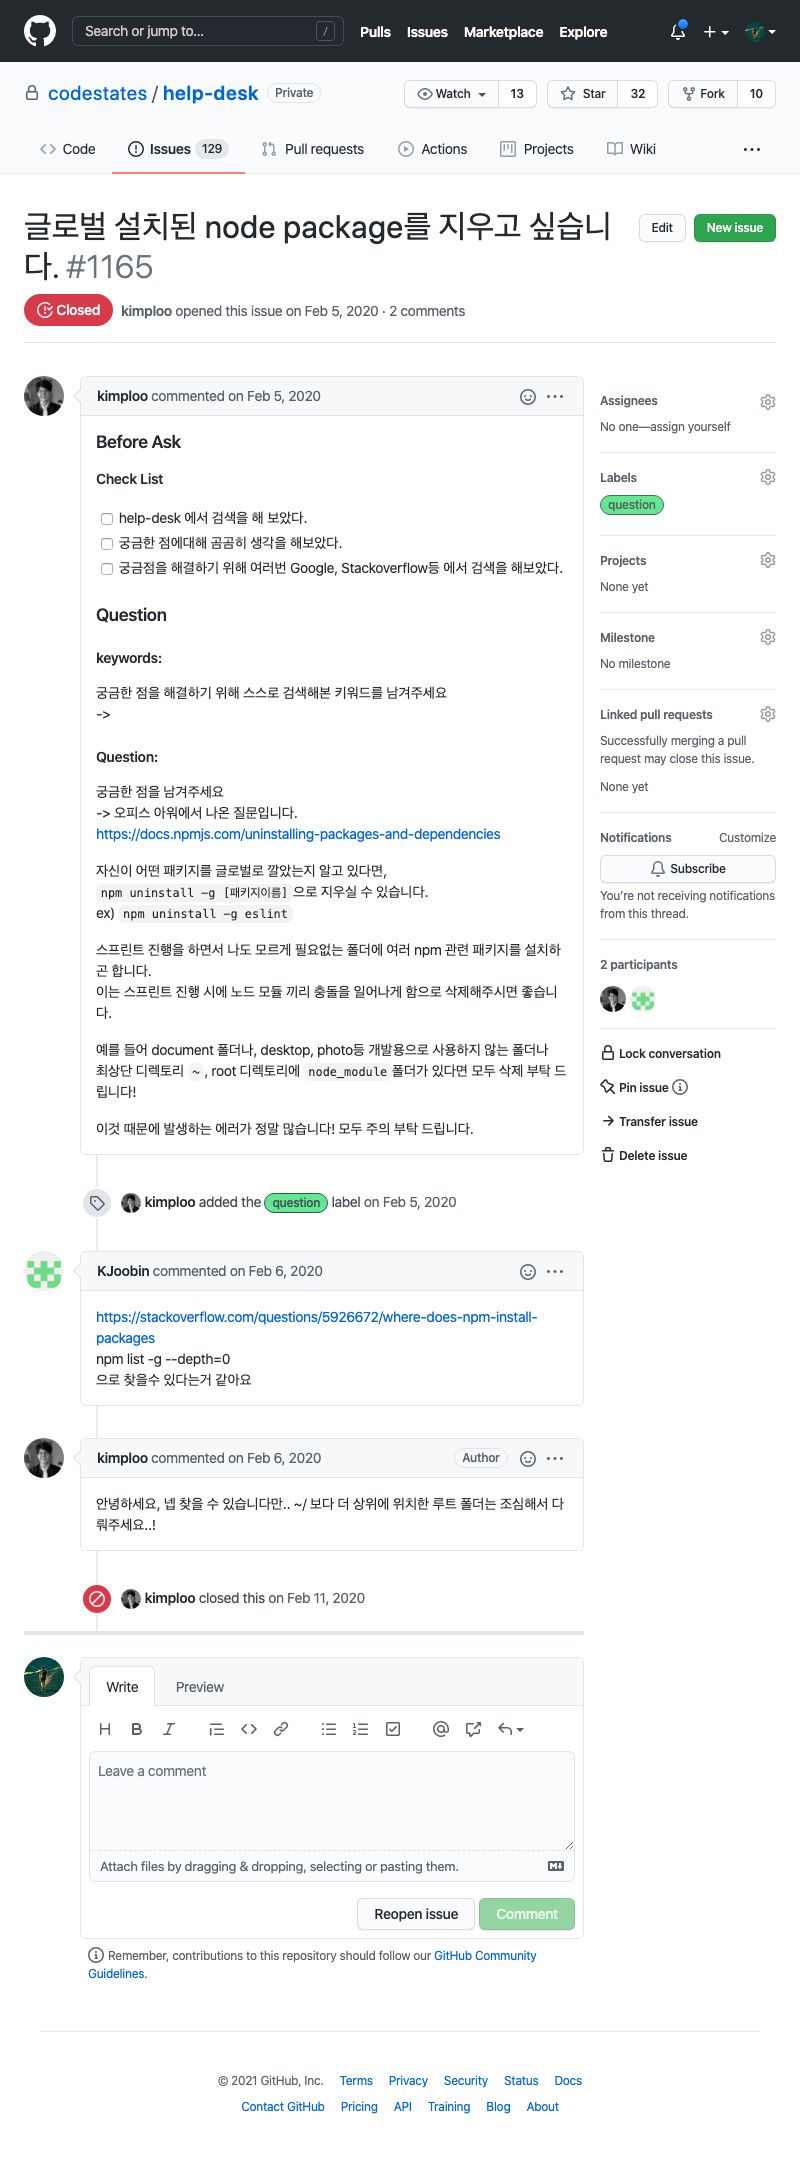 Search or jump to...
/
Pulls
Issues
Marketplace
Explore
codestates / help-desk
Private
Watch
13
Star
32
Fork
10
Code
Issues 129
Pull requests
Actions
Projects
Wiki
글로벌 설치된 node package를 지우고 싶습니
다. #1165
Edit
New issue
Closed
kimploo opened this issue on Feb 5, 2020 · 2 comments
kimploo commented on Feb 5, 2020
Before Ask
Check List
help-desk 에서 검색을 해 보았다.
궁금한 점에대해 곰곰히 생각을 해보았다.
궁금점을 해결하기 위해 여러번 Google, Stackoverflow등 에서 검색을 해보았다.
Question
keywords:
궁금한 점을 해결하기 위해 스스로 검색해본 키워드를 남겨주세요
->
Question:
궁금한 점을 남겨주세요
-> 오피스 아워에서 나온 질문입니다.
https://docs.npmjs.com/uninstalling-packages-and-dependencies
자신이 어떤 패키지를 글로벌로 깔았는지 알고 있다면,
npm uninstall -g [패키지이름] 으로 지우실 수 있습니다.
ex) npm uninstall -g eslint
스프린트 진행을 하면서 나도 모르게 필요없는 폴더에 여러 npm 관련 패키지를 설치하
곤 합니다.
이는 스프린트 진행 시에 노드 모듈 끼리 충돌을 일어나게 함으로 삭제해주시면 좋습니
다.
예를 들어 document 폴더나, desktop, photo등 개발용으로 사용하지 않는 폴더나
최상단 디렉토리 ~ , root 디렉토리에 node_module 폴더가 있다면 모두 삭제 부탁 드
립니다!
이것 때문에 발생하는 에러가 정말 많습니다! 모두 주의 부탁 드립니다.
kimploo added the question label on Feb 5, 2020
KJoobin commented on Feb 6, 2020
https://stackoverflow.com/questions/5926672/where-does-npm-install-
packages
npm list -g --depth=0
으로 찾을수 있다는거 같아요
kimploo commented on Feb 6, 2020
Author
안녕하세요, 넵 찾을 수 있습니다만.. ~/ 보다 더 상위에 위치한 루트 폴더는 조심해서 다
뤄주세요..!
kimploo closed this on Feb 11, 2020
Assignees
No one—assign yourself
Labels
question
Projects
None yet
Milestone
No milestone
Linked pull requests
Successfully merging a pull
request may close this issue.
None yet
Notifications
Customize
Subscribe
You're not receiving notifications
from this thread.
2 participants
Lock conversation
Pin issue
Transfer issue
Delete issue
Write
Preview
Leave a comment
Attach files by dragging & dropping, selecting or pasting them.
Reopen issue
Comment
Remember, contributions to this repository should follow our GitHub Community
Guidelines.
© 2021 GitHub, Inc.
Terms
Privacy
Security
Status
Docs
Contact GitHub
Pricing
API
Training
Blog
About